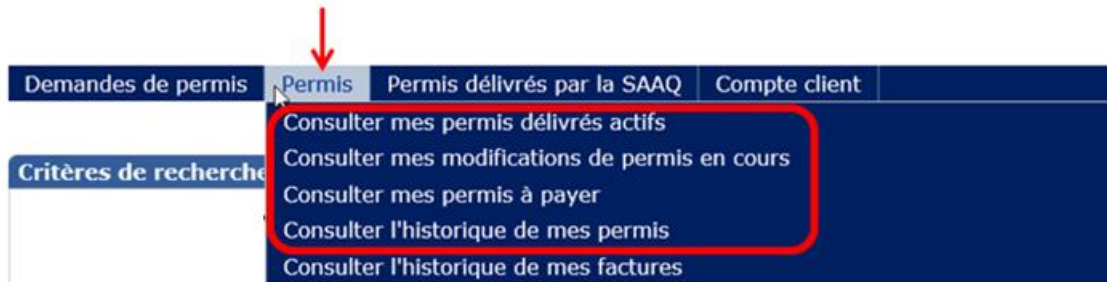 Demandes de permis Permis Permis délivrés par la SAAQ Compte client
Consulter mes permis délivrés actifs
Consulter mes modifications de permis en cours
Critères de recherche
Consulter mes permis à payer
Consulter l'historique de mes permis
Consulter l'historique de mes factures